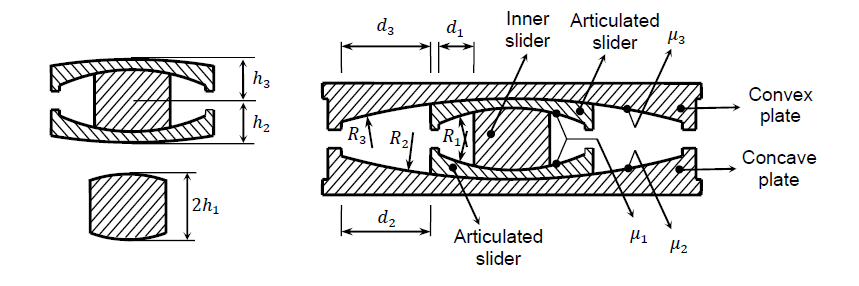 h₃
h₂
2h₁
d₃
d₁
Inner
slider
Articulated
slider
μ₃
Convex
plate
R₃
R₂
R₁
Concave
plate
d₂
Articulated
slider
μ₁
μ₂